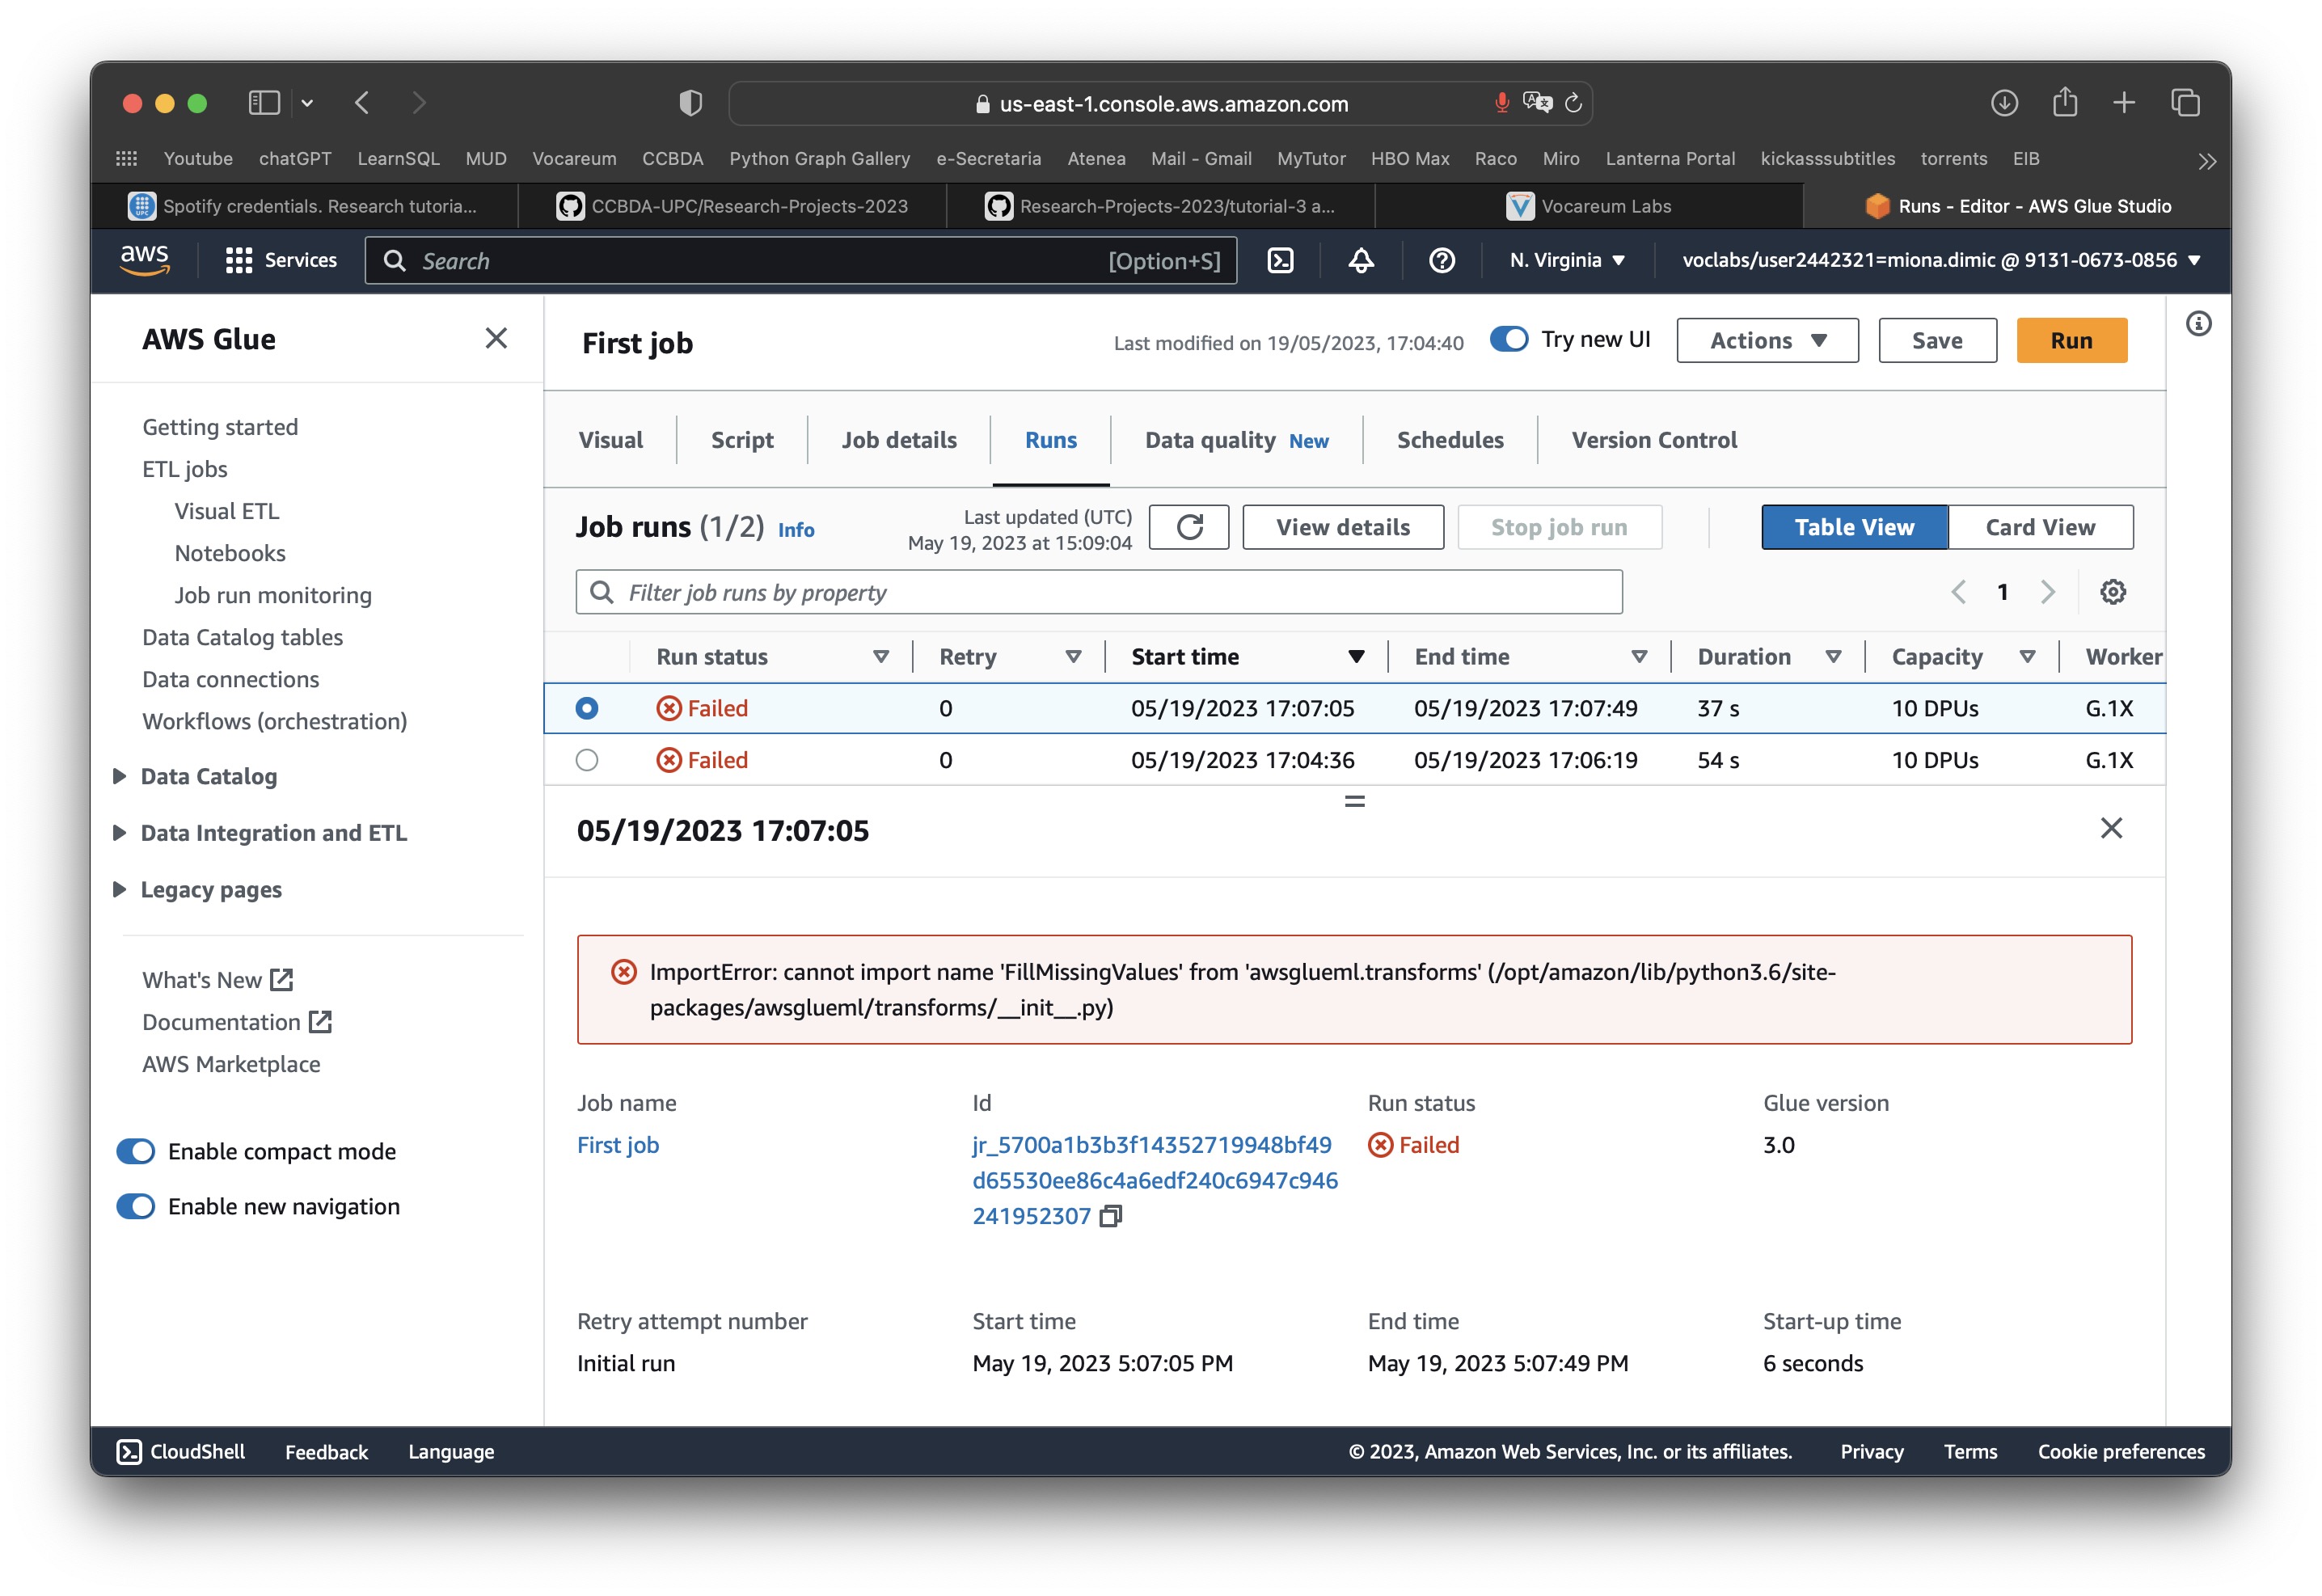 us-east-1.console.aws.amazon.com
Youtube chatGPT LearnSQL MUD Vocareum CCBDA Python Graph Gallery e-Secretaria Atenea Mail - Gmail MyTutor HBO Max Raco Miro Lanterna Portal kickasssubtitles torrents EIB
Spotify credentials. Research tutoria... CCBDA-UPC/Research-Projects-2023 Research-Projects-2023/tutorial-3 a... Vocareum Labs Runs - Editor - AWS Glue Studio
aws Services Search [Option+S] N. Virginia voclabs/user2442321=miona.dimic @ 9131-0673-0856
AWS Glue
Getting started
ETL jobs
Visual ETL
Notebooks
Job run monitoring
Data Catalog tables
Data connections
Workflows (orchestration)
Data Catalog
Data Integration and ETL
Legacy pages
What's New
Documentation
AWS Marketplace
Enable compact mode
Enable new navigation
First job Last modified on 19/05/2023, 17:04:40 Try new UI Actions Save Run
Visual Script Job details Runs Data quality New Schedules Version Control
Job runs (1/2) Info Last updated (UTC) View details Stop job run Table View Card View
May 19, 2023 at 15:09:04
Filter job runs by property 1
Run status Retry Start time End time Duration Capacity Worker
Failed 0 05/19/2023 17:07:05 05/19/2023 17:07:49 37 s 10 DPUs G.1X
Failed 0 05/19/2023 17:04:36 05/19/2023 17:06:19 54 s 10 DPUs G.1X
05/19/2023 17:07:05
ImportError: cannot import name 'FillMissingValues' from 'awsglueml.transforms' (/opt/amazon/lib/python3.6/site-
packages/awsglueml/transforms/__init__.py)
Job name Id Run status Glue version
First job jr_5700a1b3b3f14352719948bf49 Failed 3.0
d65530ee86c4a6edf240c6947c946
241952307
Retry attempt number Start time End time Start-up time
Initial run May 19, 2023 5:07:05 PM May 19, 2023 5:07:49 PM 6 seconds
CloudShell Feedback Language © 2023, Amazon Web Services, Inc. or its affiliates. Privacy Terms Cookie preferences